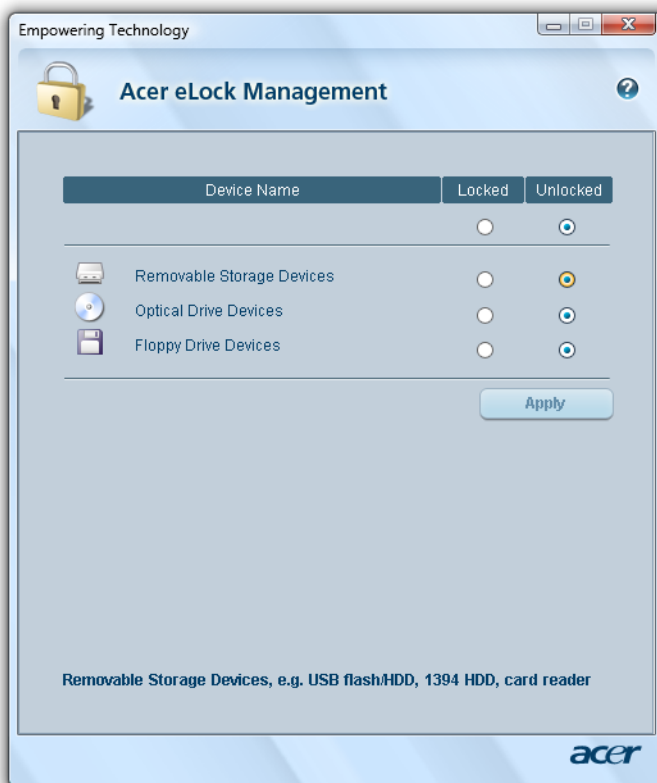 Empowering Technology
Acer eLock Management
Device Name Locked Unlocked
Removable Storage Devices
Optical Drive Devices
Floppy Drive Devices
Apply
Removable Storage Devices, e.g. USB flash/HDD, 1394 HDD, card reader
acer